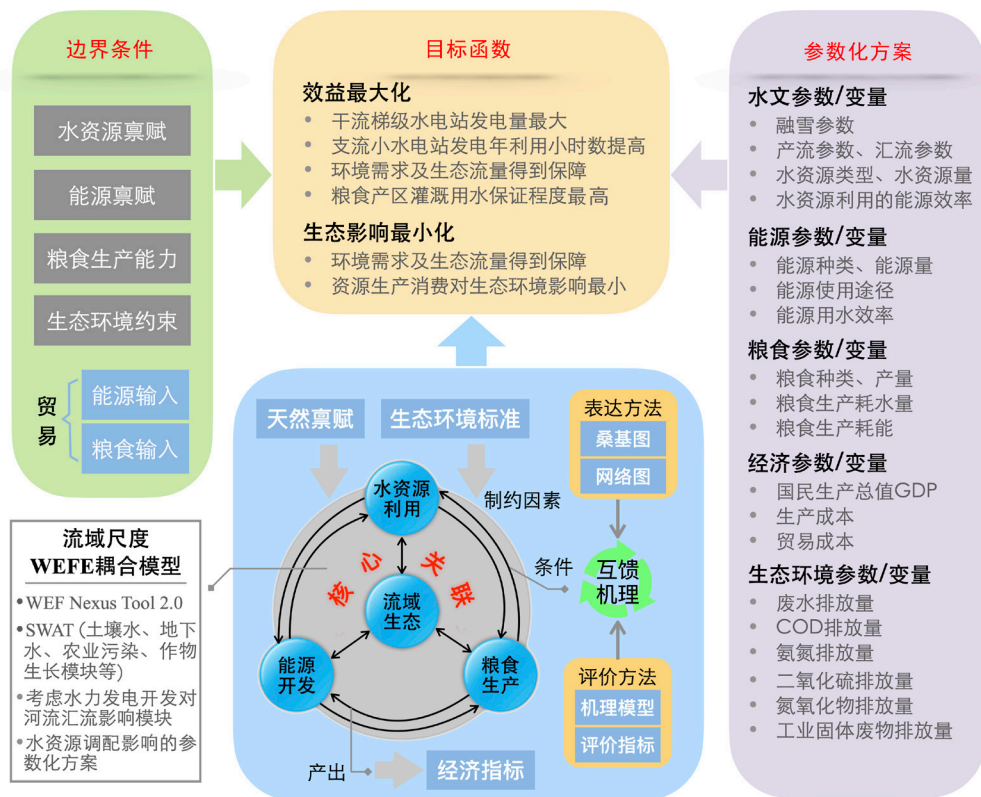 边界条件
水资源禀赋
能源禀赋
粮食生产能力
生态环境约束
贸易
能源输入
粮食输入
目标函数
效益最大化
• 干流梯级水电站发电量最大
• 支流小水电站发电年利用小时数提高
• 环境需求及生态流量得到保障
• 粮食产区灌溉用水保证程度最高
生态影响最小化
• 环境需求及生态流量得到保障
• 资源生产消费对生态环境影响最小
参数化方案
水文参数/变量
• 融雪参数
• 产流参数、汇流参数
• 水资源类型、水资源量
• 水资源利用的能源效率
能源参数/变量
• 能源种类、能源量
• 能源使用途径
• 能源用水效率
粮食参数/变量
• 粮食种类、产量
• 粮食生产耗水量
• 粮食生产耗能
经济参数/变量
• 国民生产总值GDP
• 生产成本
• 贸易成本
生态环境参数/变量
• 废水排放量
• COD排放量
• 氨氮排放量
• 二氧化硫排放量
• 氮氧化物排放量
• 工业固体废物排放量
流域尺度
WEFE耦合模型
•WEF Nexus Tool 2.0
•SWAT (土壤水、地下
水、农业污染、作物
生长模块等)
•考虑水力发电开发对
河流汇流影响模块
•水资源调配影响的参
数化方案
天然禀赋
生态环境标准
水资源
利用
制约因素
核心关联
流域
生态
能源
开发
粮食
生产
条件
产出
经济指标
表达方法
桑基图
网络图
互馈
机理
评价方法
机理模型
评价指标